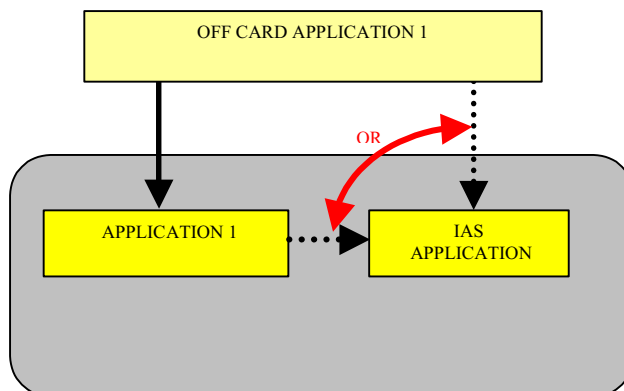 OFF CARD APPLICATION 1
OR
APPLICATION 1
IAS
APPLICATION